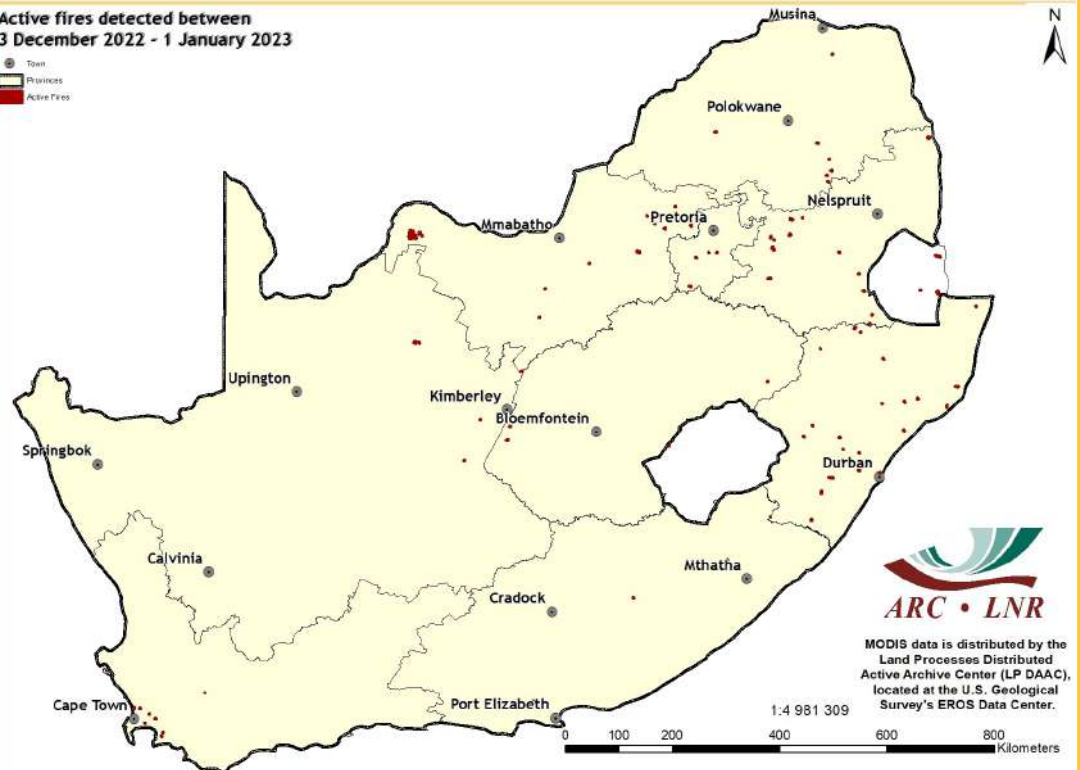 Active fires detected between
3 December 2022 - 1 January 2023
Town
Provinces
Active Fires
N
Musina
Polokwane
Nelspruit
Pretoria
Mmabatho
Upington
Kimberley
Bloemfontein
Springbok
Durban
Calvinia
Mthatha
Cradock
Cape Town
Port Elizabeth
ARC • LNR
MODIS data is distributed by the
Land Processes Distributed
Active Archive Center (LP DAAC),
located at the U.S. Geological
Survey's EROS Data Center.
1:4 981 309
0 100 200 400 600 800
Kilometers